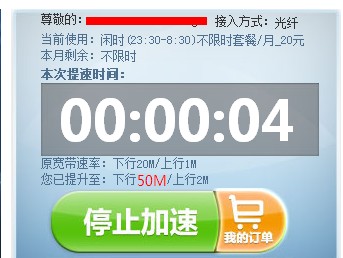 尊敬的: 接入方式: 光纤
当前使用: 闲时(23:30-8:30)不限时套餐/月_20元
本月剩余: 不限时
本次提速时间:
00:00:04
原宽带速率: 下行20M/上行1M
您已提升至: 下行50M/上行2M
停止加速
我的订单